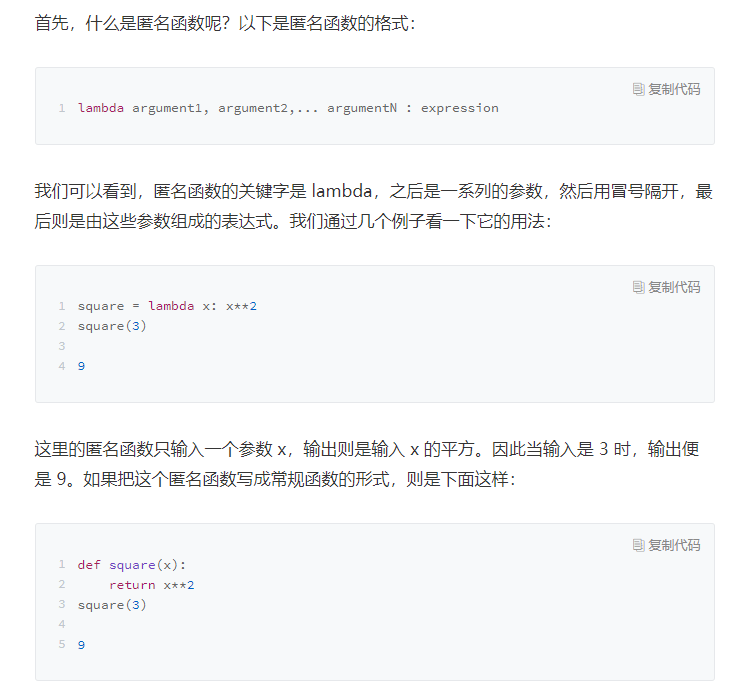 首先，什么是匿名函数呢？以下是匿名函数的格式：
复制代码
1 lambda argument1, argument2,... argumentN : expression
我们可以看到，匿名函数的关键字是 lambda，之后是一系列的参数，然后用冒号隔开，最
后则是由这些参数组成的表达式。我们通过几个例子看一下它的用法：
复制代码
1 square = lambda x: x**2
2 square(3)
3
4 9
这里的匿名函数只输入一个参数 x，输出则是输入 x 的平方。因此当输入是 3 时，输出便
是 9。如果把这个匿名函数写成常规函数的形式，则是下面这样：
复制代码
1 def square(x):
2     return x**2
3 square(3)
4
5 9